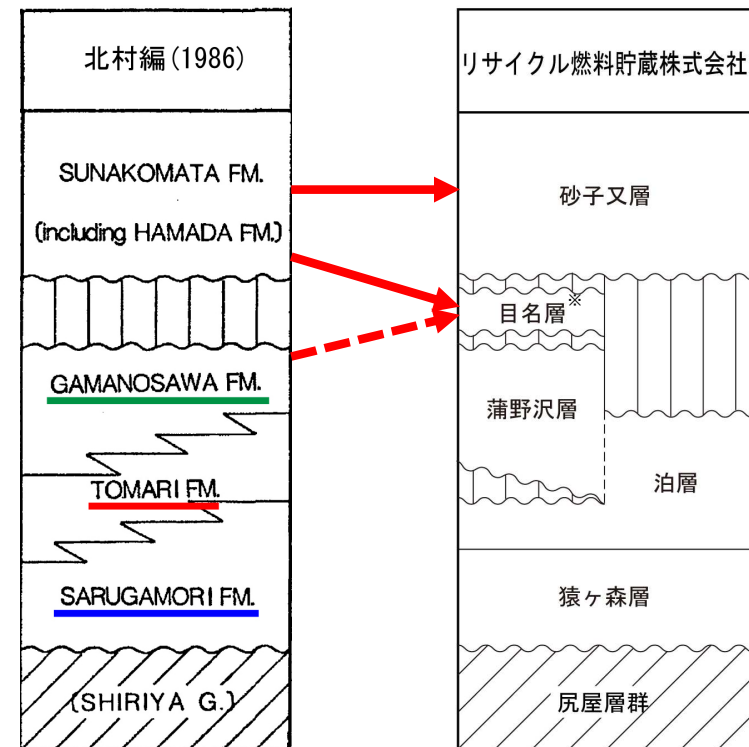 北村編(1986)
SUNAKOMATA FM.
(including HAMADA FM.)
GAMANOSAWA FM.
TOMARI FM.
SARUGAMORI FM.
(SHIRIYA G.)
リサイクル燃料貯蔵株式会社
砂子又層
目名層※
蒲野沢層
泊層
猿ヶ森層
尻屋層群